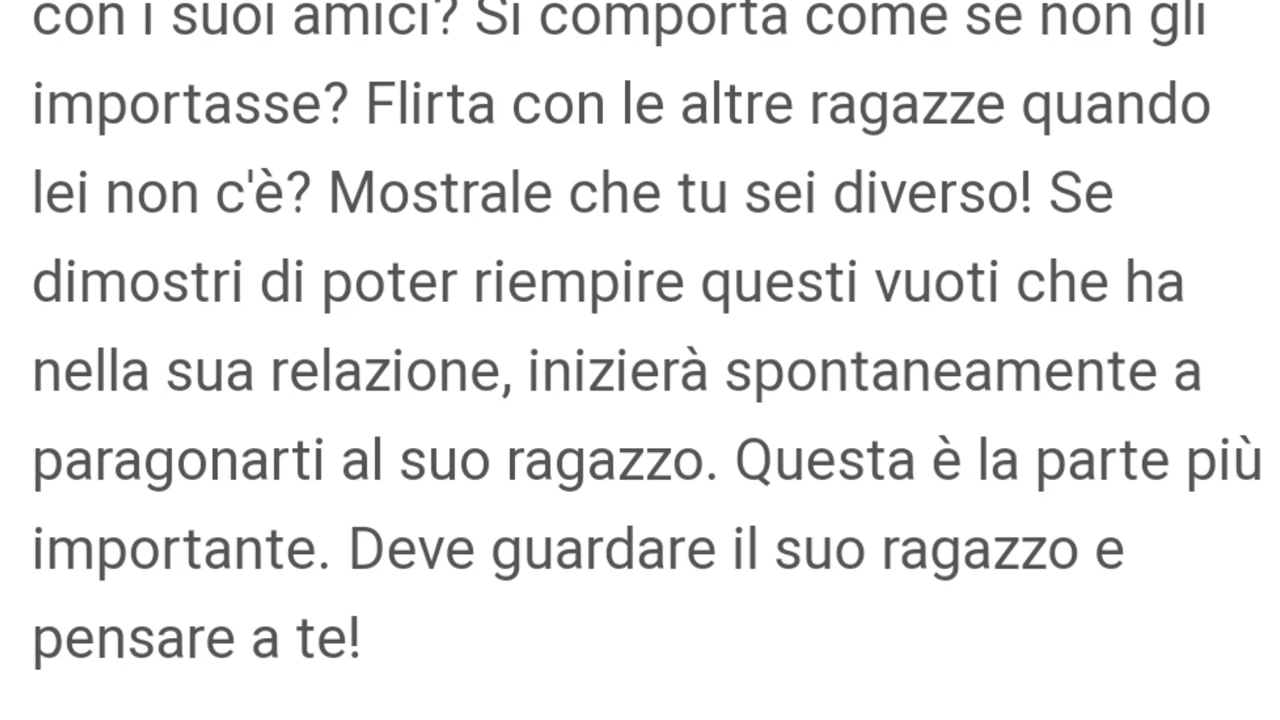 con i suoi amici? Si comporta come se non gli
importasse? Flirta con le altre ragazze quando
lei non c'è? Mostrale che tu sei diverso! Se
dimostri di poter riempire questi vuoti che ha
nella sua relazione, inizierà spontaneamente a
paragonarti al suo ragazzo. Questa è la parte più
importante. Deve guardare il suo ragazzo e
pensare a te!